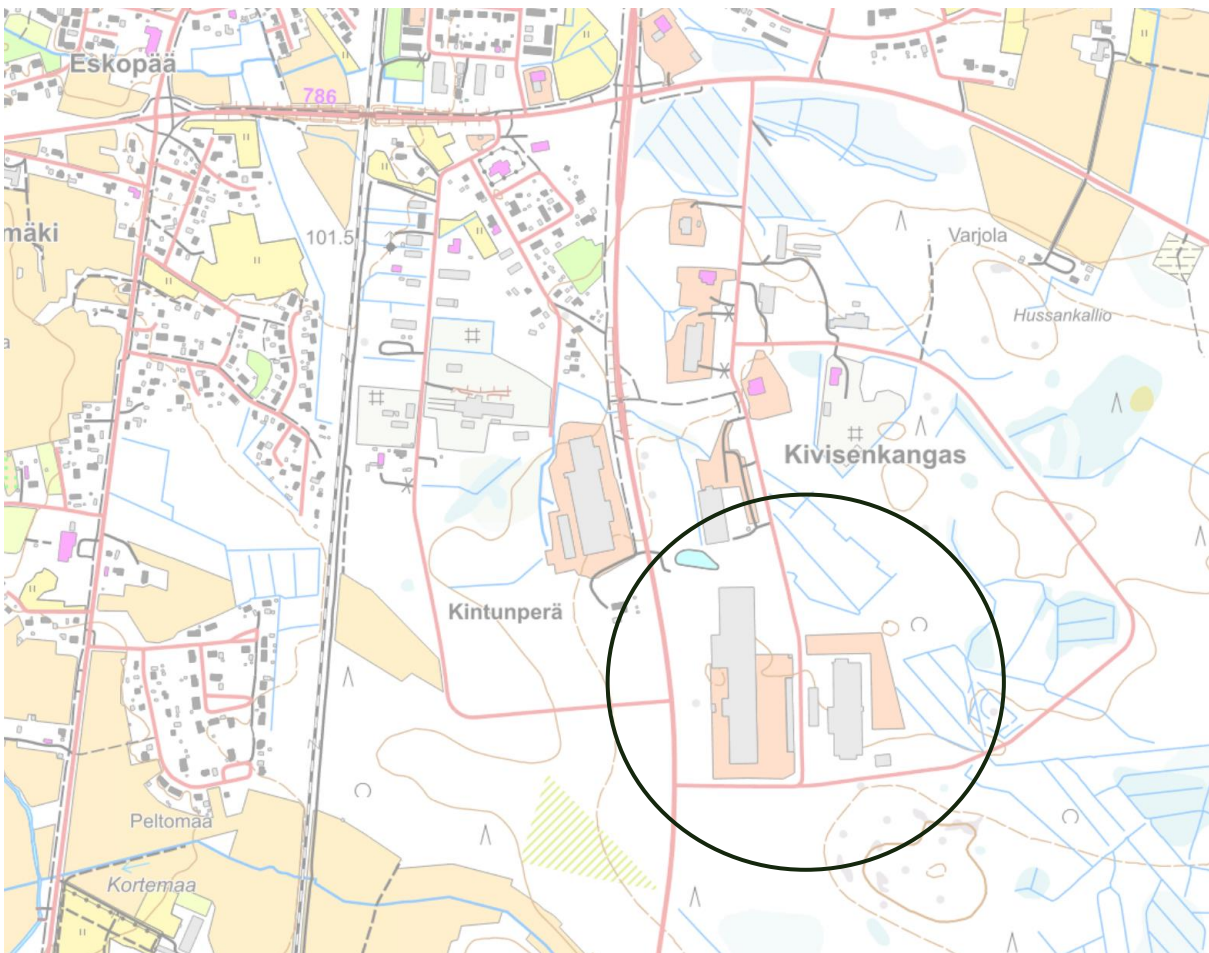 Eskopää
786
mäki
101.5
Varjola
Hussankallio
a
Kivisenkangas
Kintunperä
Peltomaa
Kortemaa